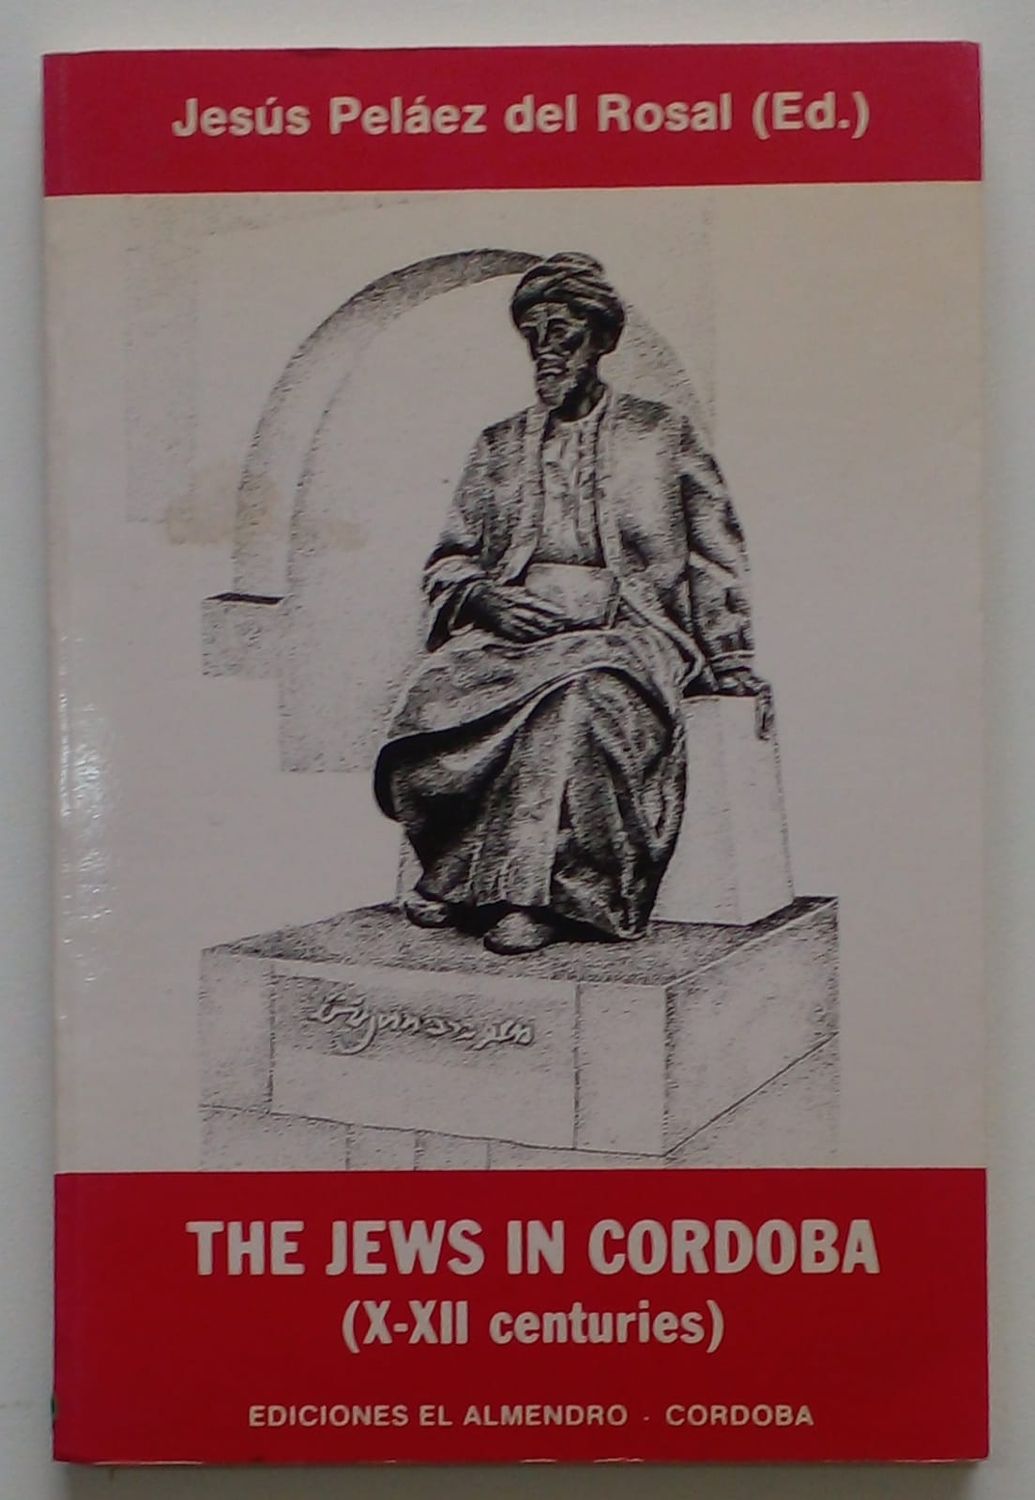 Jesús Peláez del Rosal (Ed.)
THE JEWS IN CORDOBA
(X-XII centuries)
EDICIONES EL ALMENDRO · CORDOBA